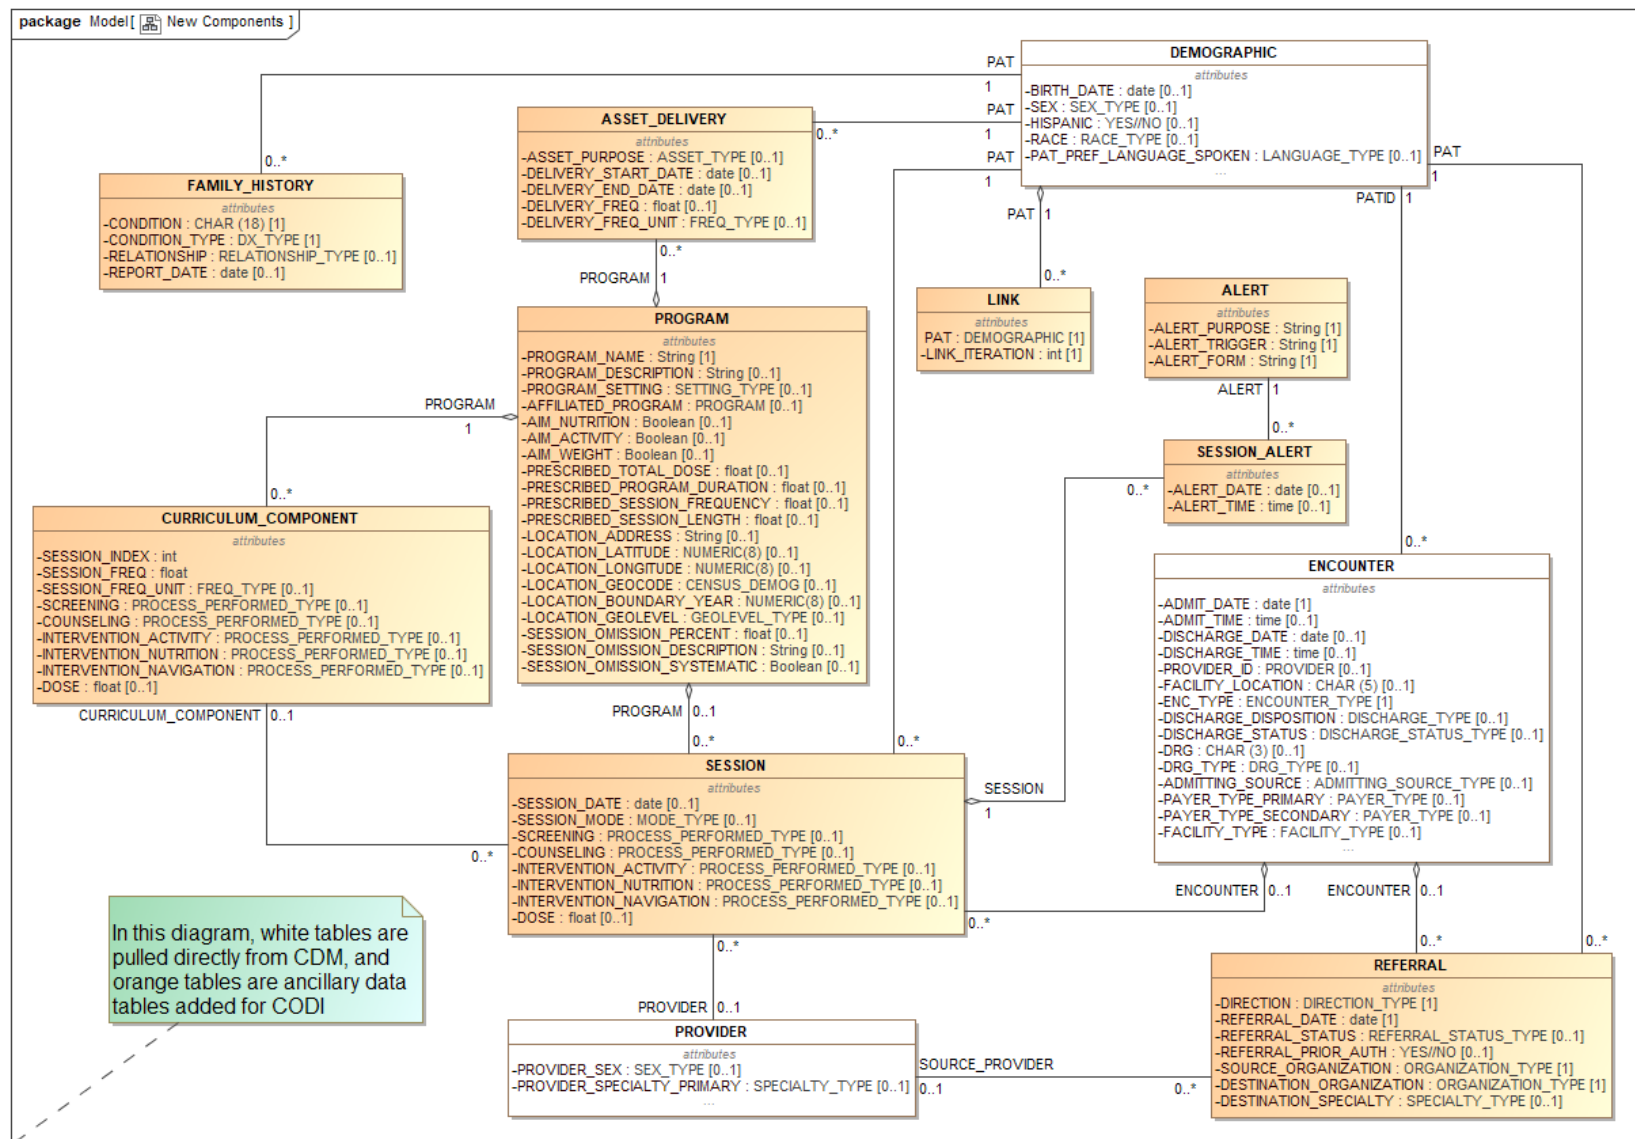 package Model[ New Components ]
DEMOGRAPHIC
attributes
-BIRTH_DATE : date [0..1]
-SEX : SEX_TYPE [0..1]
-HISPANIC : YES//NO [0..1]
-RACE : RACE_TYPE [0..1]
-PAT_PREF_LANGUAGE_SPOKEN : LANGUAGE_TYPE [0..1]
...
PAT
1
0..*
PAT
1
0..*
PAT
1
0..*
PAT
1
0..*
PATID
1
0..*
PAT
1
0..*
ASSET_DELIVERY
attributes
-ASSET_PURPOSE : ASSET_TYPE [0..1]
-DELIVERY_START_DATE : date [0..1]
-DELIVERY_END_DATE : date [0..1]
-DELIVERY_FREQ : float [0..1]
-DELIVERY_FREQ_UNIT : FREQ_TYPE [0..1]
0..*
PROGRAM
1
FAMILY_HISTORY
attributes
-CONDITION : CHAR (18) [1]
-CONDITION_TYPE : DX_TYPE [1]
-RELATIONSHIP : RELATIONSHIP_TYPE [0..1]
-REPORT_DATE : date [0..1]
LINK
attributes
PAT : DEMOGRAPHIC [1]
-LINK_ITERATION : int [1]
ALERT
attributes
-ALERT_PURPOSE : String [1]
-ALERT_TRIGGER : String [1]
-ALERT_FORM : String [1]
ALERT
1
0..*
PROGRAM
attributes
-PROGRAM_NAME : String [1]
-PROGRAM_DESCRIPTION : String [0..1]
-PROGRAM_SETTING : SETTING_TYPE [0..1]
-AFFILIATED_PROGRAM : PROGRAM [0..1]
-AIM_NUTRITION : Boolean [0..1]
-AIM_ACTIVITY : Boolean [0..1]
-AIM_WEIGHT : Boolean [0..1]
-PRESCRIBED_TOTAL_DOSE : float [0..1]
-PRESCRIBED_PROGRAM_DURATION : float [0..1]
-PRESCRIBED_SESSION_FREQUENCY : float [0..1]
-PRESCRIBED_SESSION_LENGTH : float [0..1]
-LOCATION_ADDRESS : String [0..1]
-LOCATION_LATITUDE : NUMERIC(8) [0..1]
-LOCATION_LONGITUDE : NUMERIC(8) [0..1]
-LOCATION_GEOCODE : CENSUS_DEMOG [0..1]
-LOCATION_BOUNDARY_YEAR : NUMERIC(8) [0..1]
-LOCATION_GEOLEVEL : GEOLEVEL_TYPE [0..1]
-SESSION_OMISSION_PERCENT : float [0..1]
-SESSION_OMISSION_DESCRIPTION : String [0..1]
-SESSION_OMISSION_SYSTEMATIC : Boolean [0..1]
PROGRAM
1
0..*
PROGRAM
0..1
0..*
SESSION_ALERT
attributes
-ALERT_DATE : date [0..1]
-ALERT_TIME : time [0..1]
0..*
SESSION
1
CURRICULUM_COMPONENT
attributes
-SESSION_INDEX : int
-SESSION_FREQ : float
-SESSION_FREQ_UNIT : FREQ_TYPE [0..1]
-SCREENING : PROCESS_PERFORMED_TYPE [0..1]
-COUNSELING : PROCESS_PERFORMED_TYPE [0..1]
-INTERVENTION_ACTIVITY : PROCESS_PERFORMED_TYPE [0..1]
-INTERVENTION_NUTRITION : PROCESS_PERFORMED_TYPE [0..1]
-INTERVENTION_NAVIGATION : PROCESS_PERFORMED_TYPE [0..1]
-DOSE : float [0..1]
CURRICULUM_COMPONENT
0..1
0..*
ENCOUNTER
attributes
-ADMIT_DATE : date [1]
-ADMIT_TIME : time [0..1]
-DISCHARGE_DATE : date [0..1]
-DISCHARGE_TIME : time [0..1]
-PROVIDER_ID : PROVIDER [0..1]
-FACILITY_LOCATION : CHAR (5) [0..1]
-ENC_TYPE : ENCOUNTER_TYPE [1]
-DISCHARGE_DISPOSITION : DISCHARGE_TYPE [0..1]
-DISCHARGE_STATUS : DISCHARGE_STATUS_TYPE [0..1]
-DRG : CHAR (3) [0..1]
-DRG_TYPE : DRG_TYPE [0..1]
-ADMITTING_SOURCE : ADMITTING_SOURCE_TYPE [0..1]
-PAYER_TYPE_PRIMARY : PAYER_TYPE [0..1]
-PAYER_TYPE_SECONDARY : PAYER_TYPE [0..1]
-FACILITY_TYPE : FACILITY_TYPE [0..1]
...
ENCOUNTER
0..1
0..*
ENCOUNTER
0..1
0..*
SESSION
attributes
-SESSION_DATE : date [0..1]
-SESSION_MODE : MODE_TYPE [0..1]
-SCREENING : PROCESS_PERFORMED_TYPE [0..1]
-COUNSELING : PROCESS_PERFORMED_TYPE [0..1]
-INTERVENTION_ACTIVITY : PROCESS_PERFORMED_TYPE [0..1]
-INTERVENTION_NUTRITION : PROCESS_PERFORMED_TYPE [0..1]
-INTERVENTION_NAVIGATION : PROCESS_PERFORMED_TYPE [0..1]
-DOSE : float [0..1]
0..*
PROVIDER
0..1
In this diagram, white tables are
pulled directly from CDM, and
orange tables are ancillary data
tables added for CODI
PROVIDER
attributes
-PROVIDER_SEX : SEX_TYPE [0..1]
-PROVIDER_SPECIALTY_PRIMARY : SPECIALTY_TYPE [0..1]
...
SOURCE_PROVIDER
0..1
0..*
REFERRAL
attributes
-DIRECTION : DIRECTION_TYPE [1]
-REFERRAL_DATE : date [1]
-REFERRAL_STATUS : REFERRAL_STATUS_TYPE [0..1]
-REFERRAL_PRIOR_AUTH : YES//NO [0..1]
-SOURCE_ORGANIZATION : ORGANIZATION_TYPE [1]
-DESTINATION_ORGANIZATION : ORGANIZATION_TYPE [1]
-DESTINATION_SPECIALTY : SPECIALTY_TYPE [0..1]